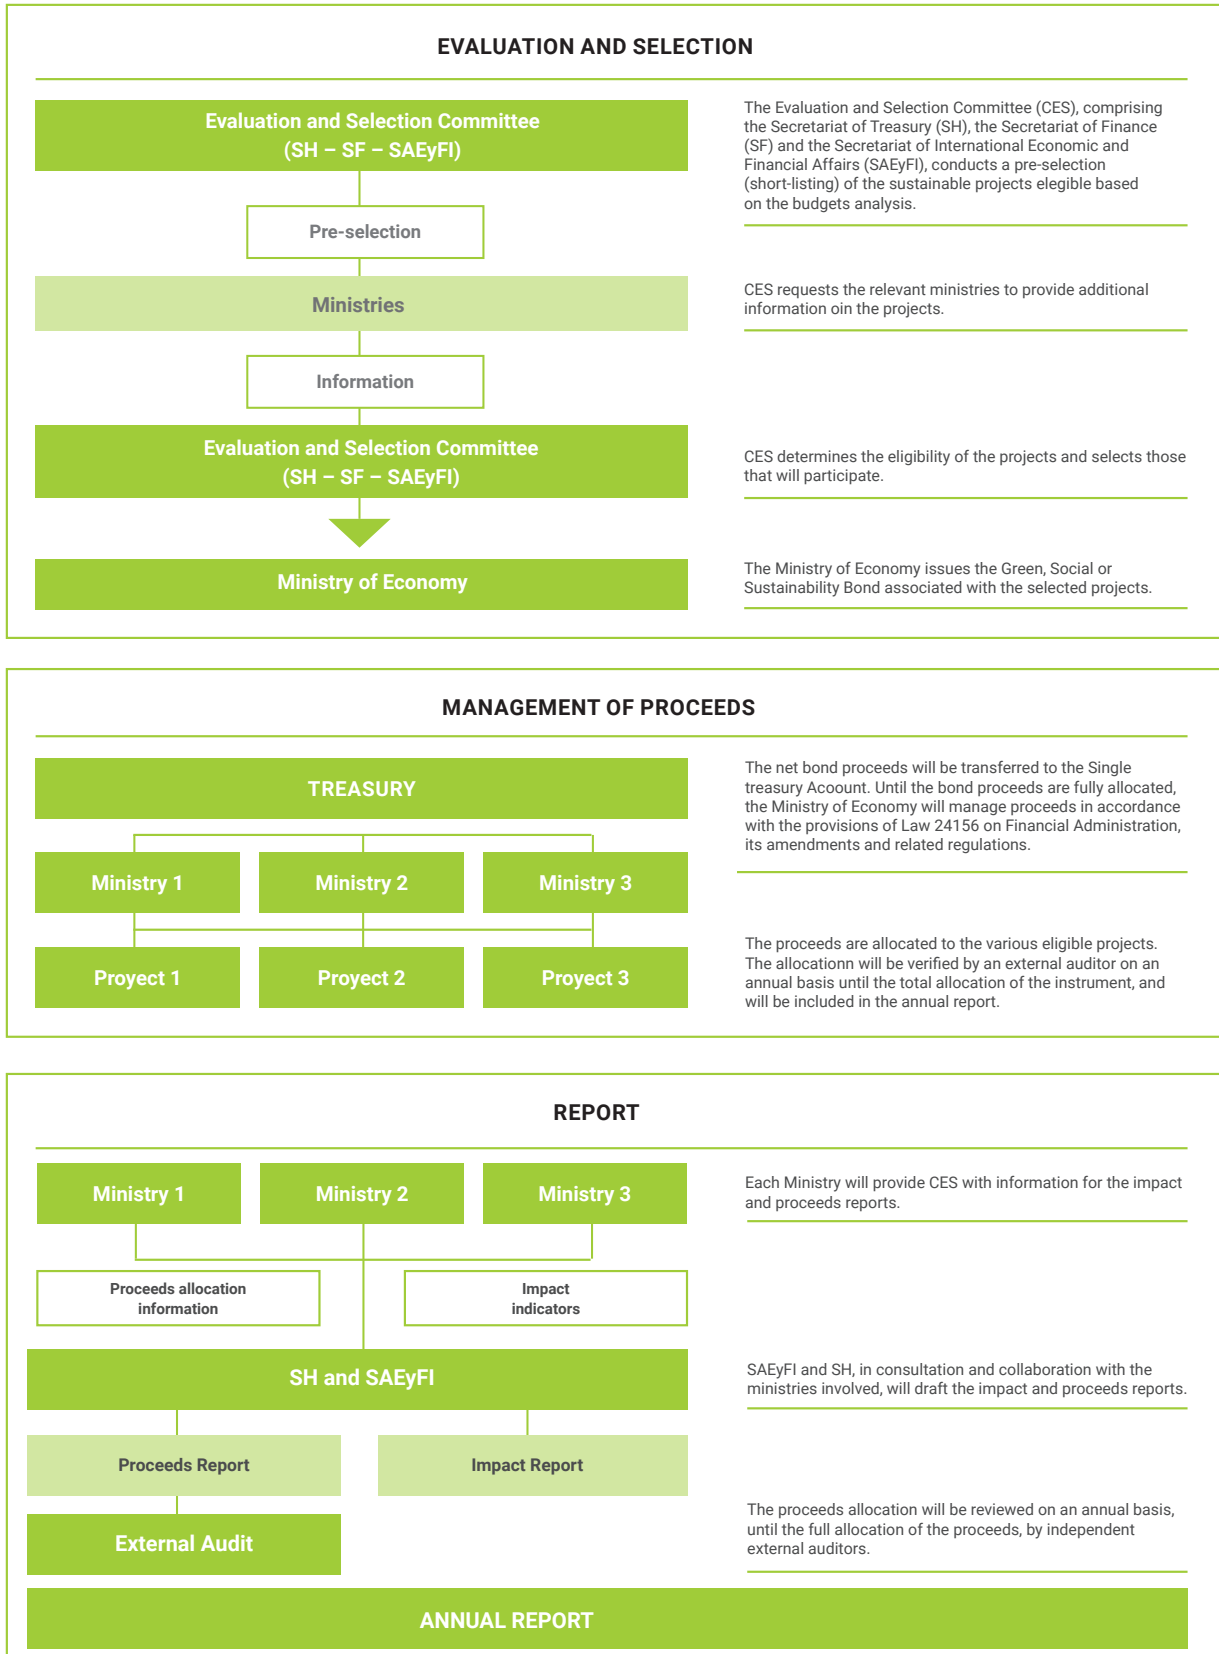 EVALUATION AND SELECTION
Evaluation and Selection Committee
(SH – SF – SAEyFI)
The Evaluation and Selection Committee (CES), comprising
the Secretariat of Treasury (SH), the Secretariat of Finance
(SF) and the Secretariat of International Economic and
Financial Affairs (SAEyFI), conducts a pre-selection
(short-listing) of the sustainable projects elegible based
on the budgets analysis.
Pre-selection
Ministries
CES requests the relevant ministries to provide additional
information oin the projects.
Information
Evaluation and Selection Committee
(SH – SF – SAEyFI)
CES determines the eligibility of the projects and selects those
that will participate.
Ministry of Economy
The Ministry of Economy issues the Green, Social or
Sustainability Bond associated with the selected projects.
MANAGEMENT OF PROCEEDS
TREASURY
The net bond proceeds will be transferred to the Single
treasury Acoount. Until the bond proceeds are fully allocated,
the Ministry of Economy will manage proceeds in accordance
with the provisions of Law 24156 on Financial Administration,
its amendments and related regulations.
Ministry 1
Ministry 2
Ministry 3
Proyect 1
Proyect 2
Proyect 3
The proceeds are allocated to the various eligible projects.
The allocationn will be verified by an external auditor on an
annual basis until the total allocation of the instrument, and
will be included in the annual report.
REPORT
Ministry 1
Ministry 2
Ministry 3
Each Ministry will provide CES with information for the impact
and proceeds reports.
Proceeds allocation
information
Impact
indicators
SH and SAEyFI
SAEyFI and SH, in consultation and collaboration with the
ministries involved, will draft the impact and proceeds reports.
Proceeds Report
Impact Report
External Audit
The proceeds allocation will be reviewed on an annual basis,
until the full allocation of the proceeds, by independent
external auditors.
ANNUAL REPORT